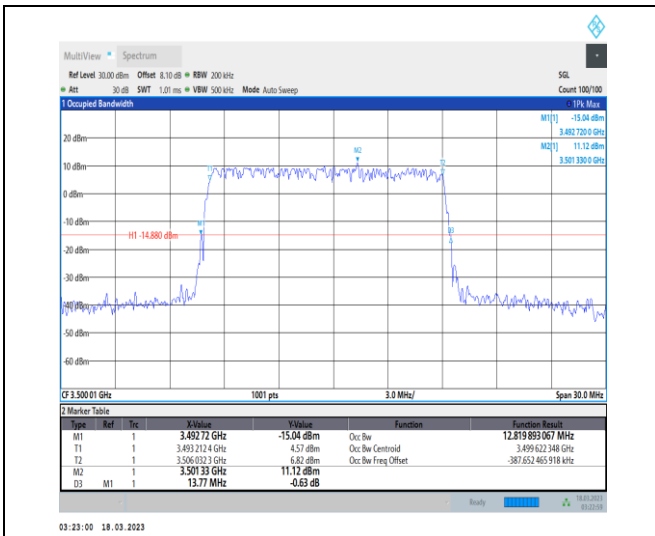 MultiView Spectrum
Ref Level 30.00 dBm Offset 8.10 dB RBW 200 kHz SGL
Att 30 dB SWT 1.01 ms VBW 500 kHz Mode Auto Sweep Count 100/100
1 Occupied Bandwidth 1Pk Max
M1[1] -15.04 dBm
3.492 720 0 GHz
M2[1] 11.12 dBm
3.501 330 0 GHz
20 dBm
M2
T1 T2
10 dBm
0 dBm
-10 dBm
M1 D3
H1 -14.880 dBm
-20 dBm
-30 dBm
-40 dBm
-50 dBm
-60 dBm
CF 3.500 01 GHz 1001 pts 3.0 MHz/ Span 30.0 MHz
2 Marker Table
Type Ref Trc X-Value Y-Value Function Function Result
M1 1 3.492 72 GHz -15.04 dBm Occ Bw 12.819 893 067 MHz
T1 1 3.493 212 4 GHz 4.57 dBm Occ Bw Centroid 3.499 622 348 GHz
T2 1 3.506 032 3 GHz 6.82 dBm Occ Bw Freq Offset -387.652 465 918 kHz
M2 1 3.501 33 GHz 11.12 dBm
D3 M1 1 13.77 MHz -0.63 dB
Ready 18.03.2023
03:22:59
03:23:00 18.03.2023